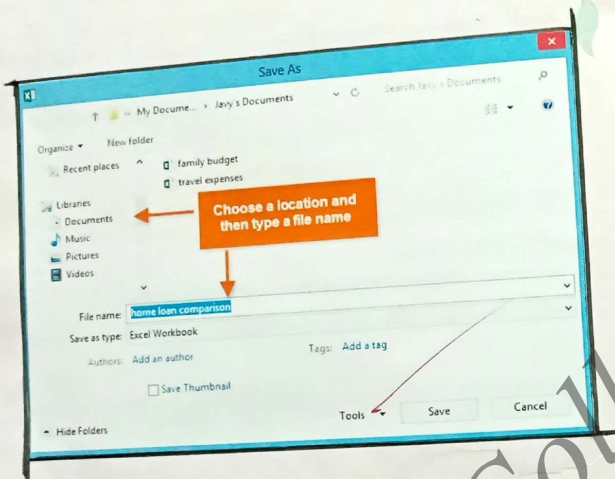 Save As
My Docume... › Javy's Documents
Search Javy's Documents
Organize
New folder
Recent places
family budget
travel expenses
Libraries
Documents
Music
Pictures
Videos
Choose a location and
then type a file name
File name: home loan comparison
Save as type: Excel Workbook
Authors: Add an author
Tags: Add a tag
Save Thumbnail
Hide Folders
Tools
Save
Cancel
Coll